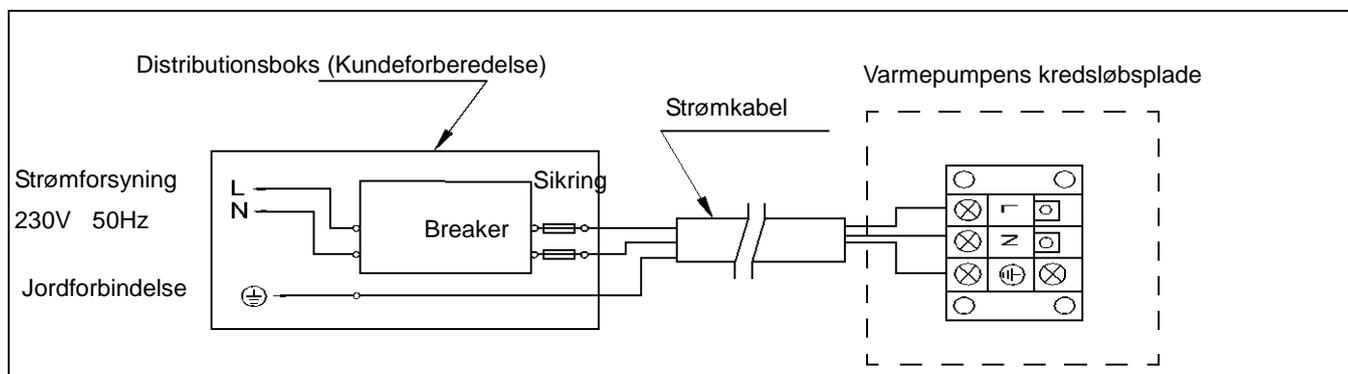 Distributionsboks (Kundeforberedelse)
Varmepumpens kredsløbsplade
Strømkabel
Strømforsyning
230V 50Hz
Jordforbindelse
L
N
Sikring
Breaker
L
N